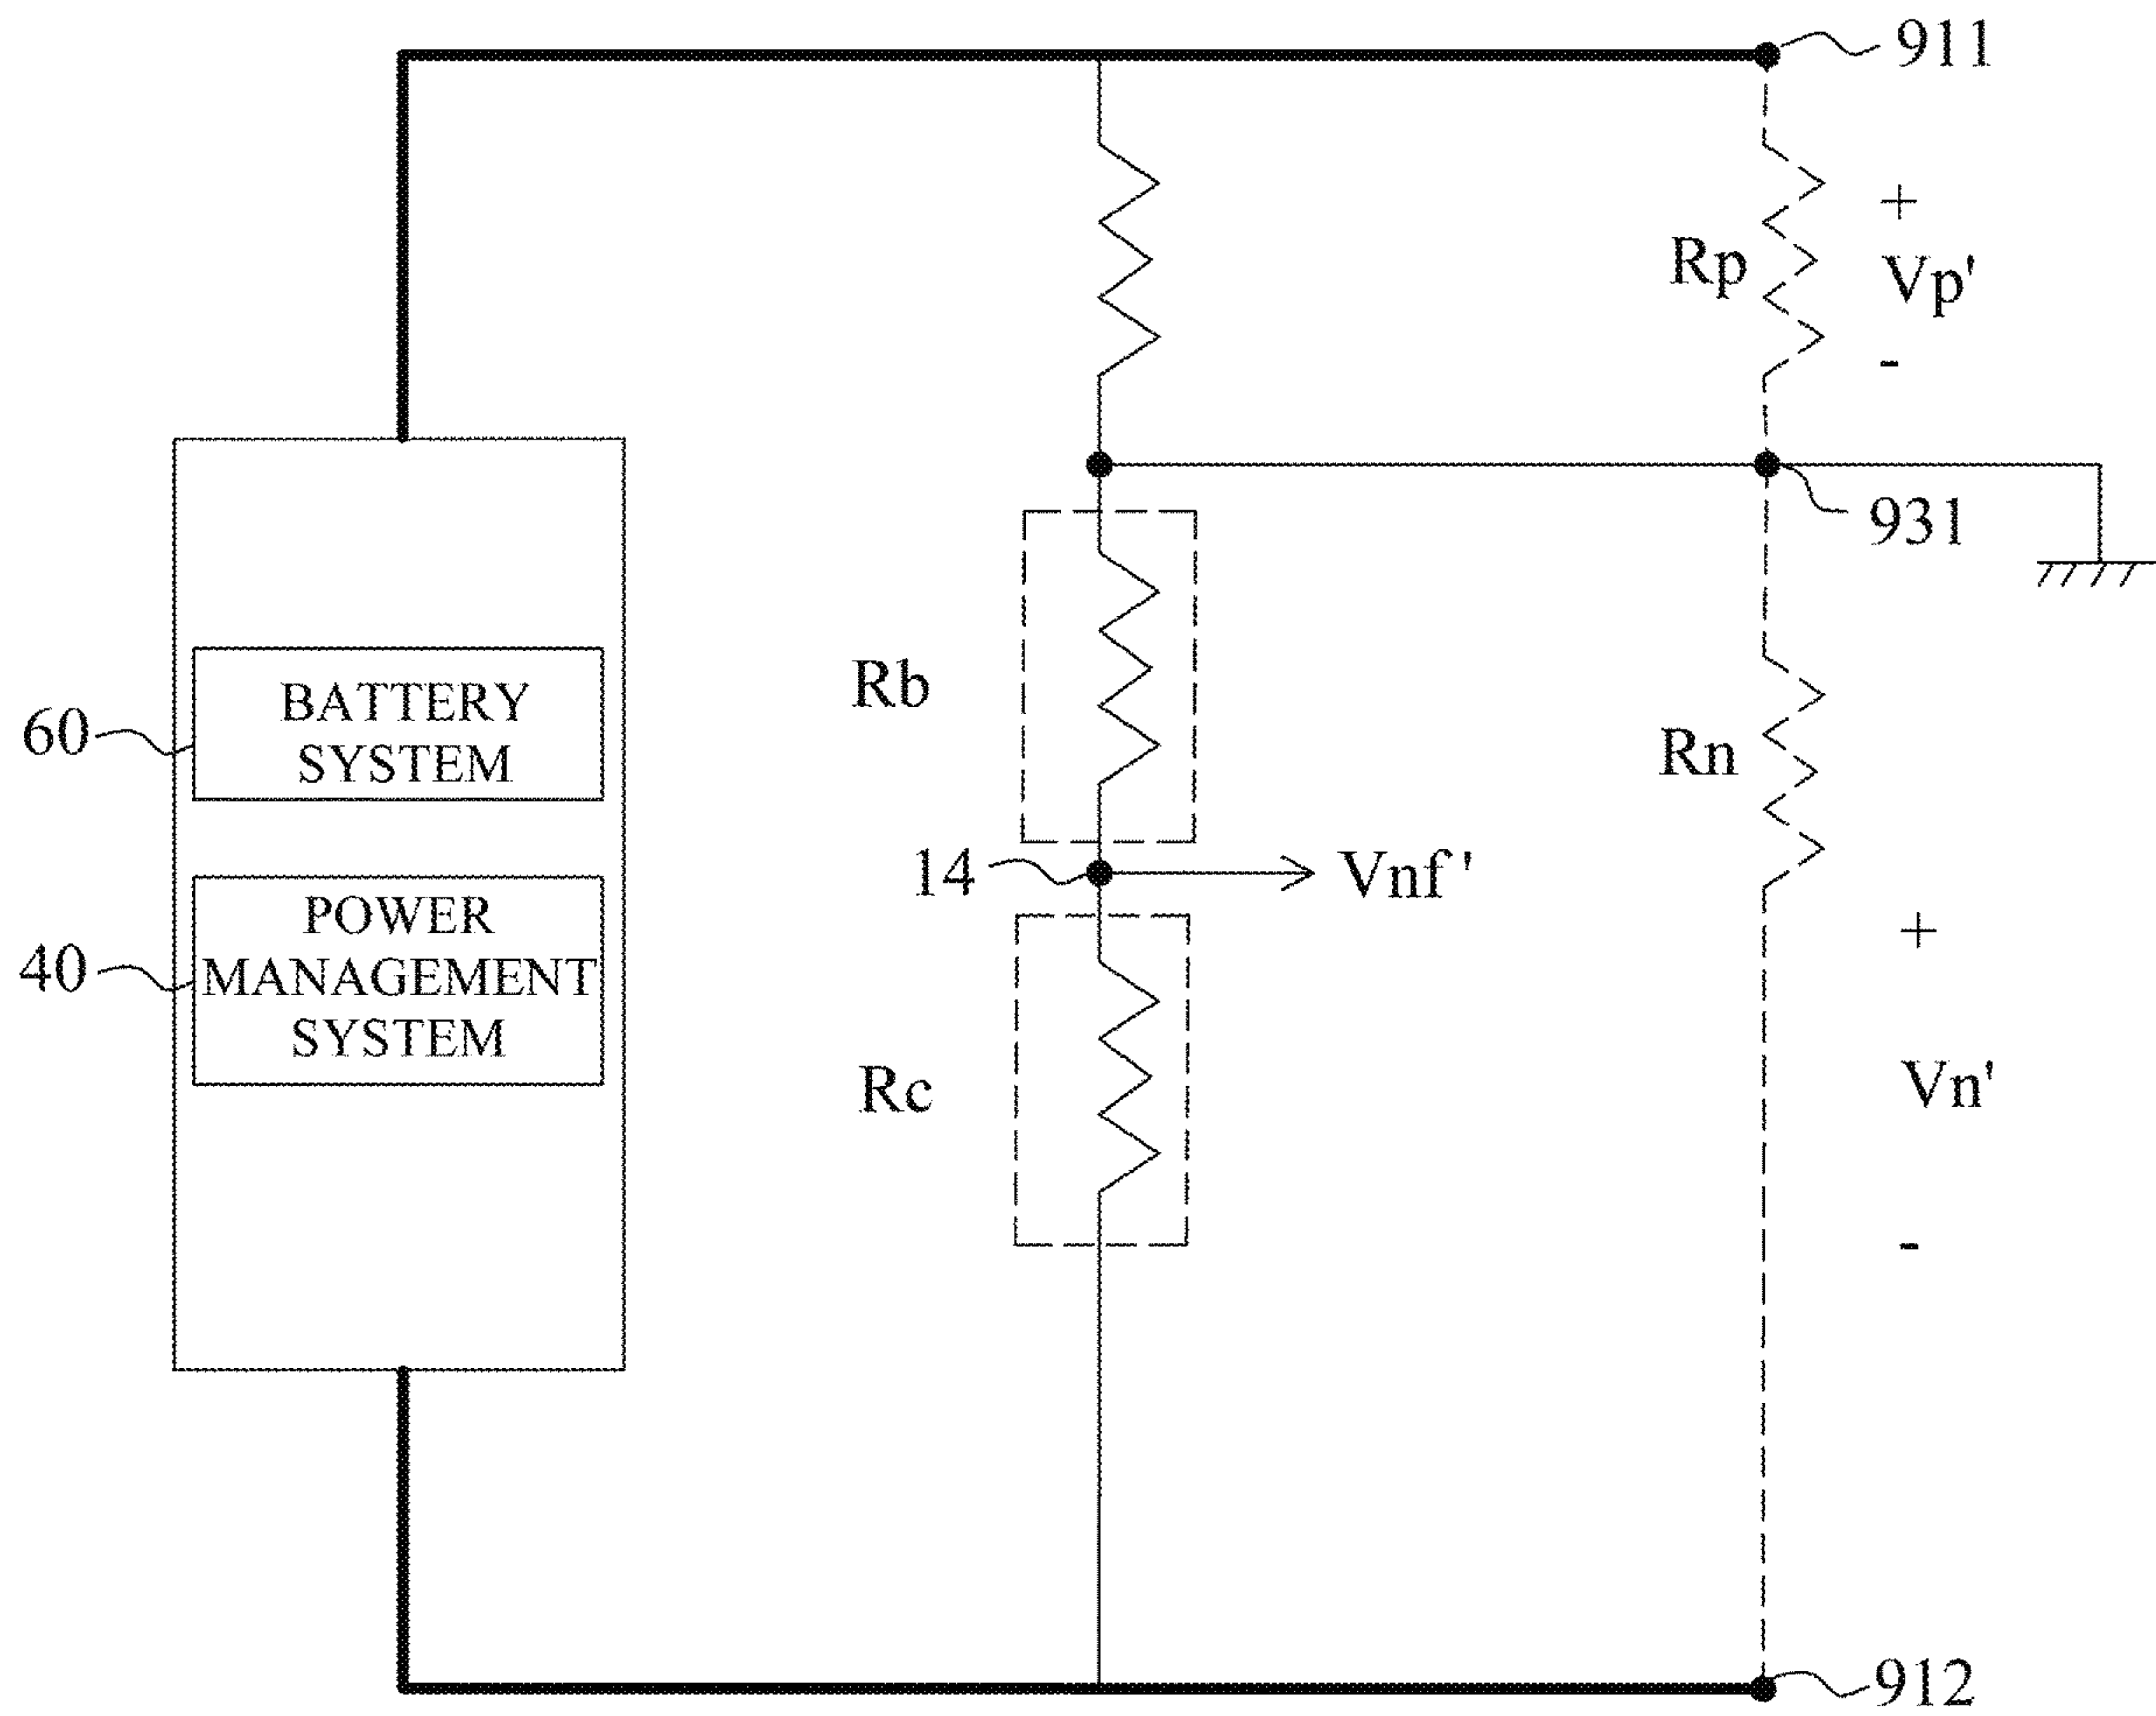 911
+
Rp
Vp'
-
931
BATTERY
SYSTEM
60
Rb
Rn
14
Vnf'
POWER
MANAGEMENT
SYSTEM
40
+
Rc
Vn'
-
912